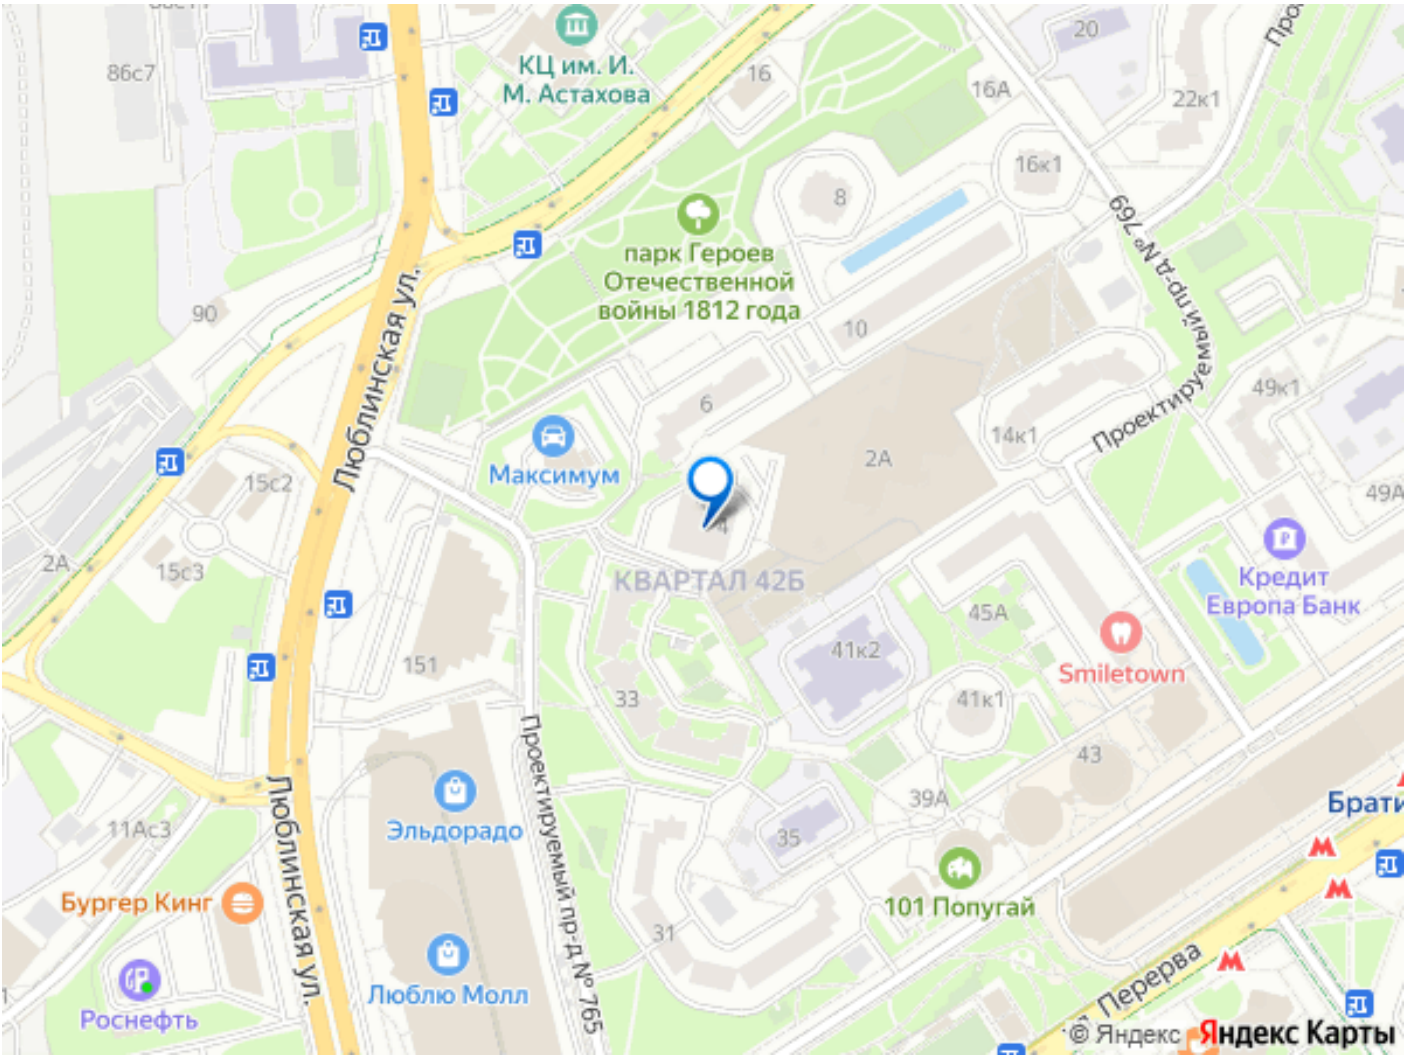 20
Про
86с7
КЦ им. И.
М. Астахова
16
16А
22к1
16к1
8
Проектируемый пр-д № 769
парк Героев
Отечественной
войны 1812 года
90
Люблинская ул.
10
6
49к1
14к1
2А
Максимум
15с2
49А
4
2А
15с3
КВАРТАЛ 42Б
Кредит
Европа Банк
45А
41к2
Smiletown
151
33
41к1
43
Проектируемый пр-д № 765
Люблинская ул.
Эльдорадо
11Ас3
39А
35
Брати
Бургер Кинг
101 Попугай
31
Люблю Молл
Роснефть
Перерва
© Яндекс Яндекс Карты